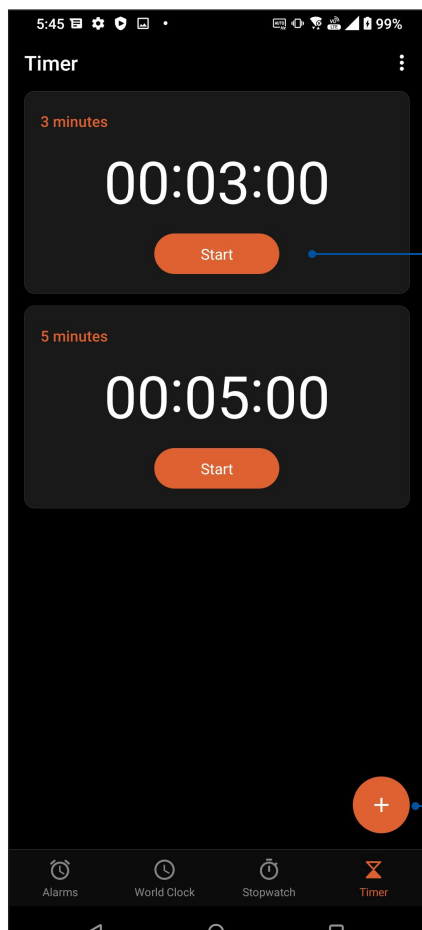 5:45 99%
Timer
3 minutes
00:03:00
Start
5 minutes
00:05:00
Start
+
Alarms World Clock Stopwatch Timer